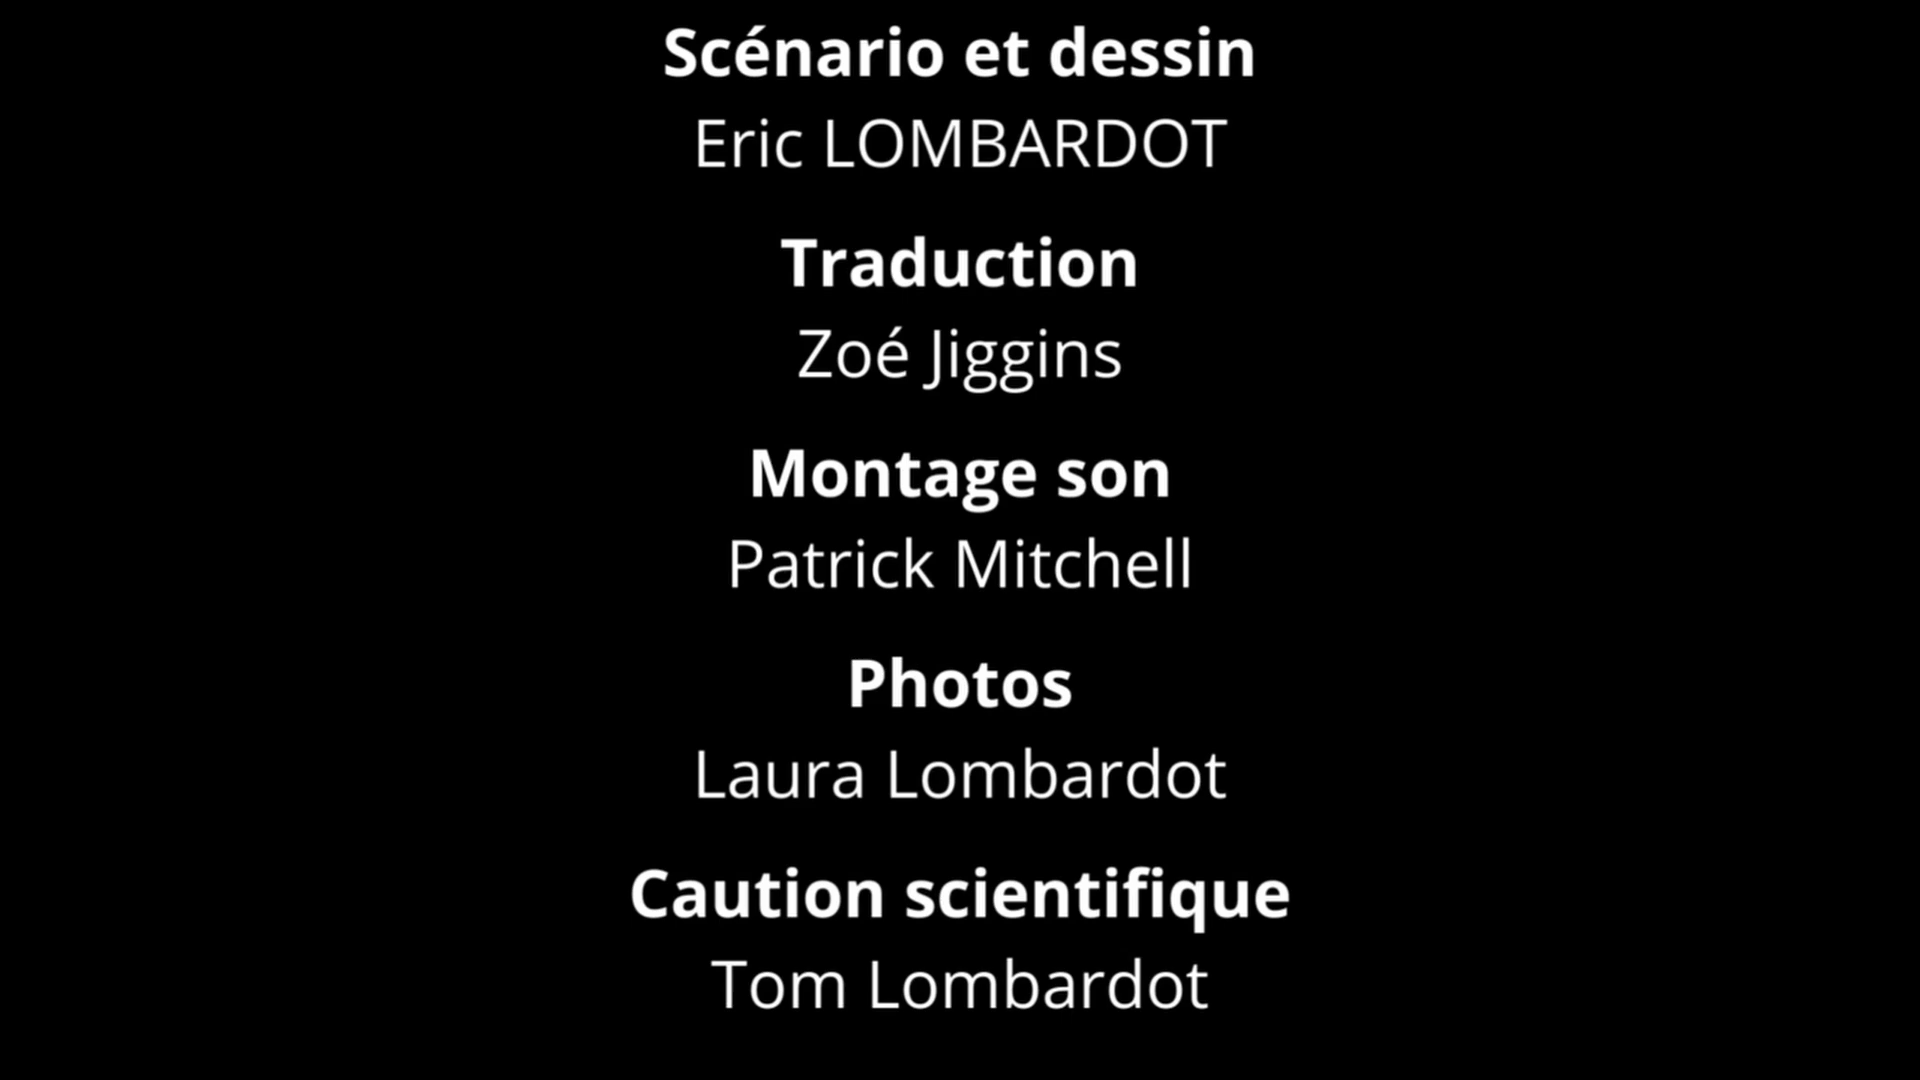 Scénario et dessin
Eric LOMBARDOT
Traduction
Zoé Jiggins
Montage son
Patrick Mitchell
Photos
Laura Lombardot
Caution scientifique
Tom Lombardot